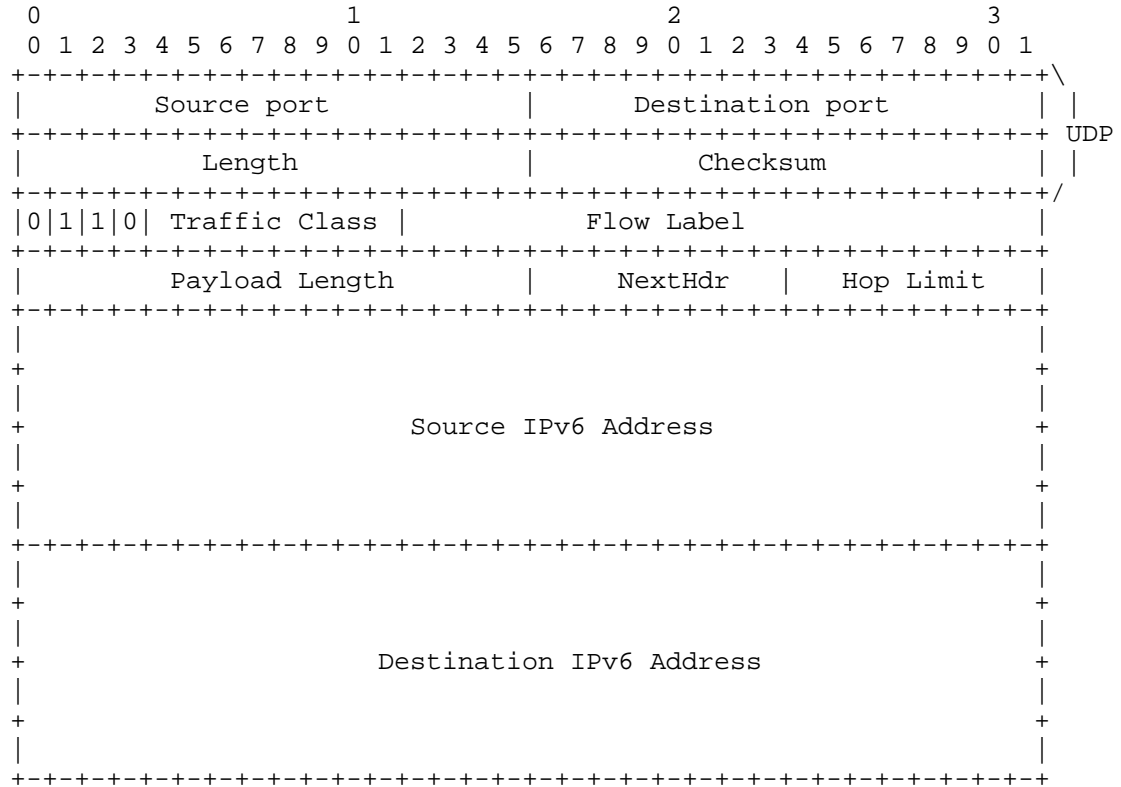 0                   1                   2                   3
 0 1 2 3 4 5 6 7 8 9 0 1 2 3 4 5 6 7 8 9 0 1 2 3 4 5 6 7 8 9 0 1
+-+-+-+-+-+-+-+-+-+-+-+-+-+-+-+-+-+-+-+-+-+-+-+-+-+-+-+-+-+-+-+-+\
|        Source port            |      Destination port         | |
+-+-+-+-+-+-+-+-+-+-+-+-+-+-+-+-+-+-+-+-+-+-+-+-+-+-+-+-+-+-+-+-+ UDP
|           Length              |          Checksum             | |
+-+-+-+-+-+-+-+-+-+-+-+-+-+-+-+-+-+-+-+-+-+-+-+-+-+-+-+-+-+-+-+-+/
|0|1|1|0| Traffic Class |           Flow Label                  |
+-+-+-+-+-+-+-+-+-+-+-+-+-+-+-+-+-+-+-+-+-+-+-+-+-+-+-+-+-+-+-+-+
|         Payload Length        |     NextHdr   |   Hop Limit   |
+-+-+-+-+-+-+-+-+-+-+-+-+-+-+-+-+-+-+-+-+-+-+-+-+-+-+-+-+-+-+-+-+
|                                                               |
+                                                               +
|                                                               |
+                        Source IPv6 Address                    +
|                                                               |
+                                                               +
|                                                               |
+-+-+-+-+-+-+-+-+-+-+-+-+-+-+-+-+-+-+-+-+-+-+-+-+-+-+-+-+-+-+-+-+
|                                                               |
+                                                               +
|                                                               |
+                      Destination IPv6 Address                 +
|                                                               |
+                                                               +
|                                                               |
+-+-+-+-+-+-+-+-+-+-+-+-+-+-+-+-+-+-+-+-+-+-+-+-+-+-+-+-+-+-+-+-+